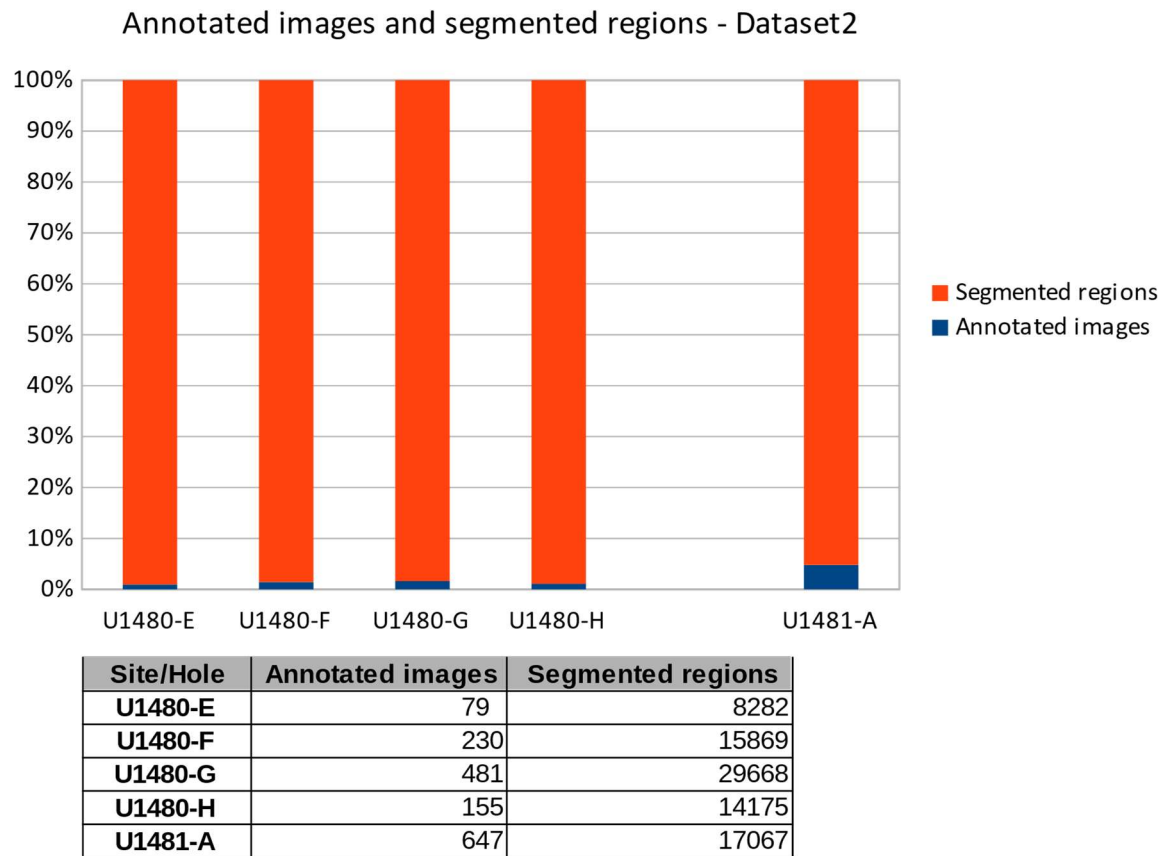 Annotated images and segmented regions - Dataset2
100%
90%
80%
70%
60%
50%
40%
30%
20%
10%
0%
U1480-E U1480-F U1480-G U1480-H U1481-A
Segmented regions
Annotated images
Site/Hole Annotated images Segmented regions
U1480-E 79 8282
U1480-F 230 15869
U1480-G 481 29668
U1480-H 155 14175
U1481-A 647 17067